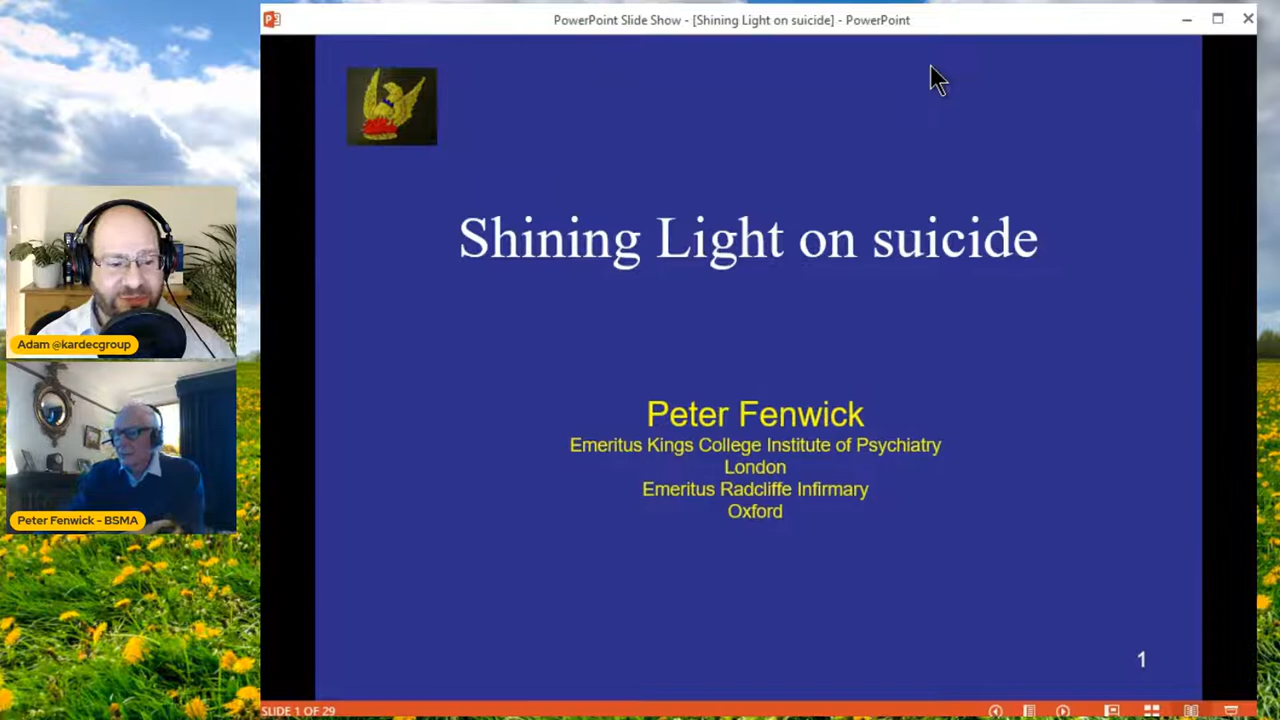 PowerPoint Slide Show - [Shining Light on suicide] - PowerPoint
Shining Light on suicide
Peter Fenwick
Emeritus Kings College Institute of Psychiatry
London
Emeritus Radcliffe Infirmary
Oxford
1
SLIDE 1 OF 29
Adam @kardecgroup
Peter Fenwick - BSMA